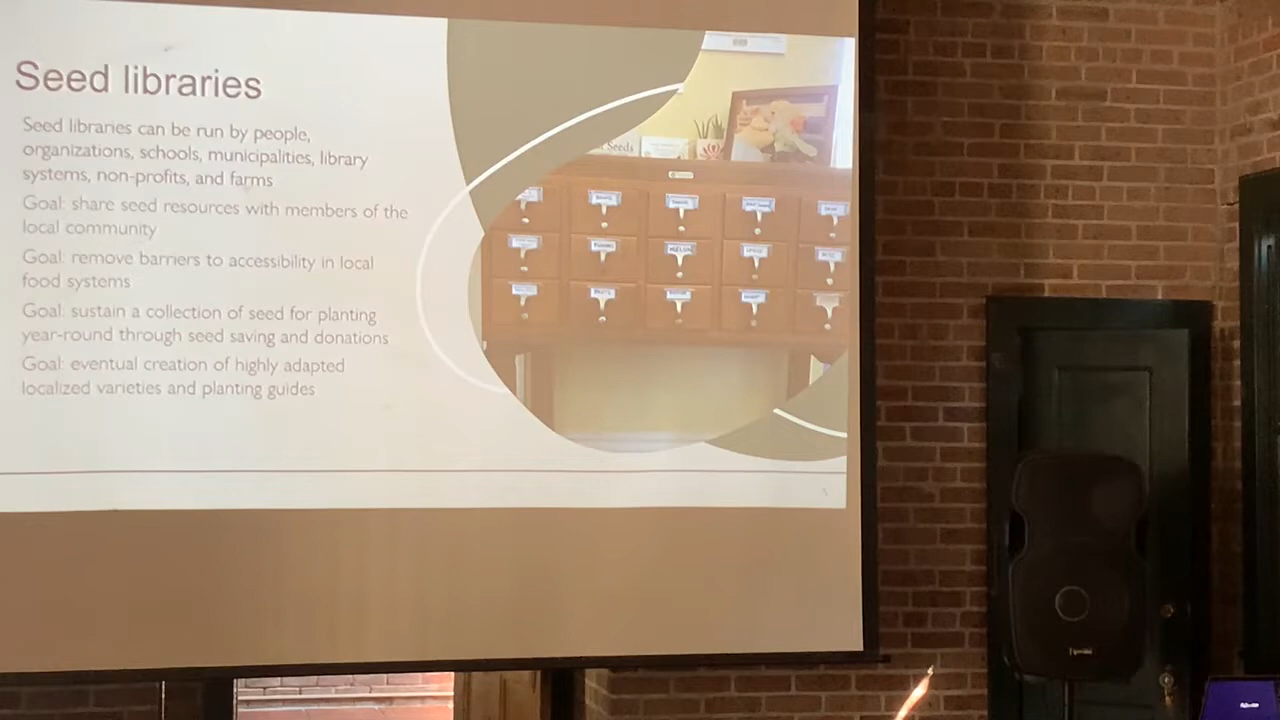 Seed libraries
Seed libraries can be run by people,
organizations, schools, municipalities, library
systems, non-profits, and farms
Goal: share seed resources with members of the
local community
Goal: remove barriers to accessibility in local
food systems
Goal: sustain a collection of seed for planting
year-round through seed saving and donations
Goal: eventual creation of highly adapted
localized varieties and planting guides
Seeds